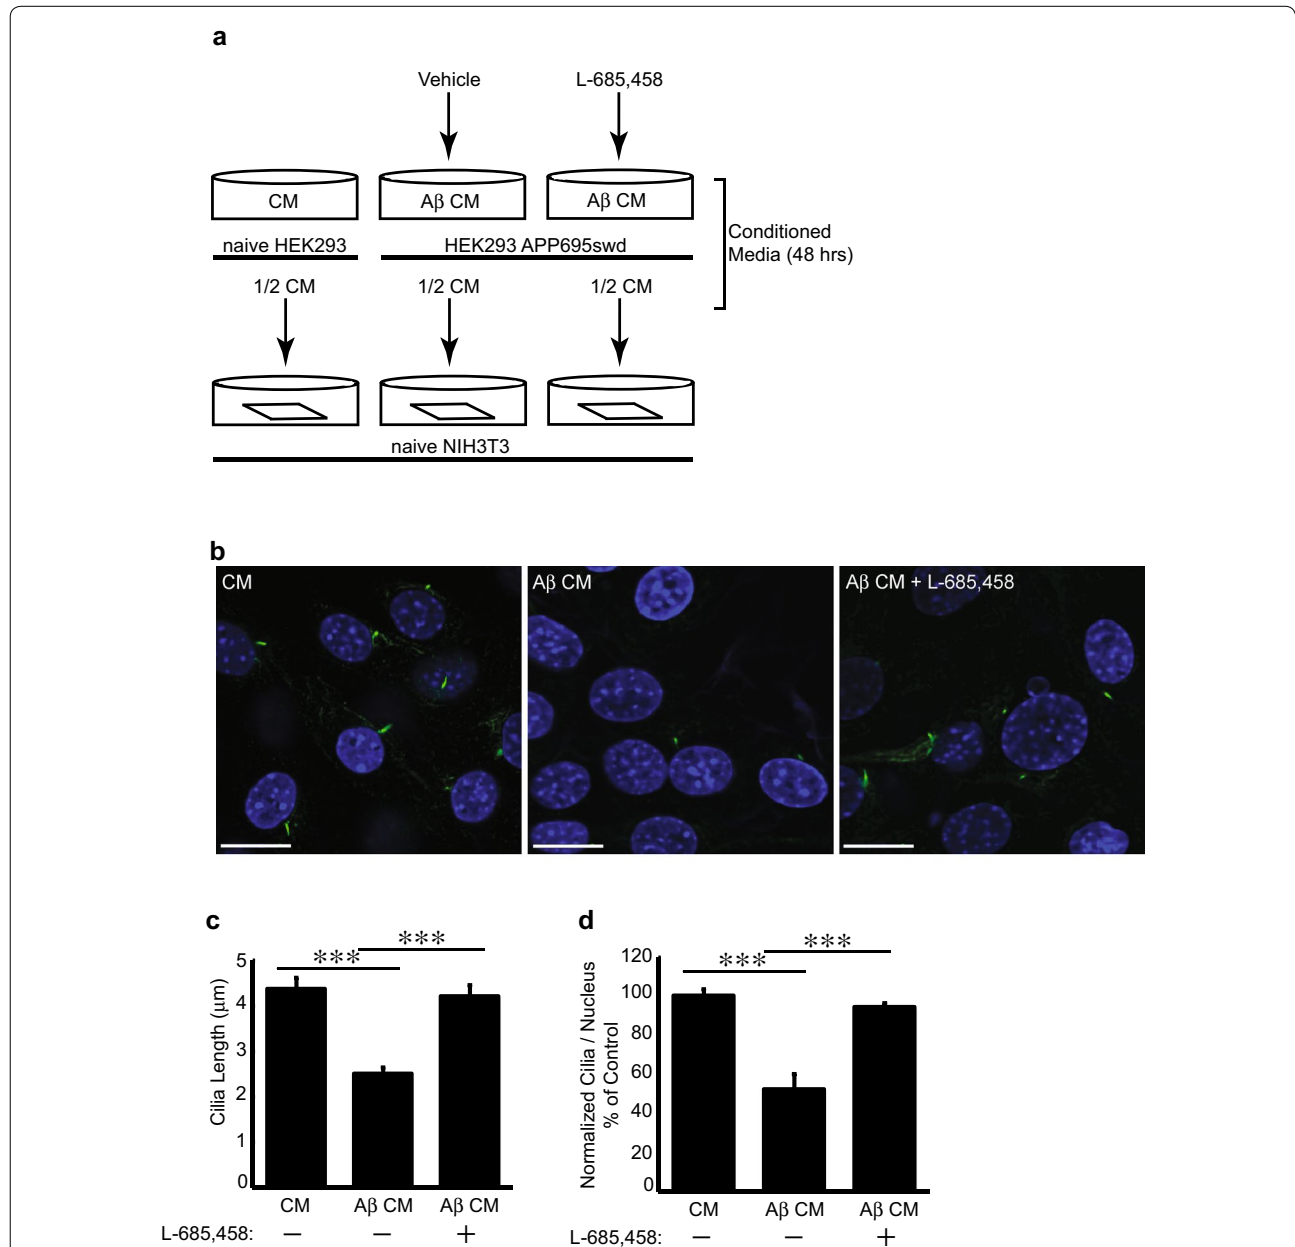 a
Vehicle L-685,458
CM Aβ CM Aβ CM
naive HEK293 HEK293 APP695swd
Conditioned
Media (48 hrs)
1/2 CM 1/2 CM 1/2 CM
naive NIH3T3
b
CM Aβ CM Aβ CM + L-685,458
c
*** ***
Cilia Length (μm)
5
4
3
2
1
0
CM Aβ CM Aβ CM
L-685,458: − − +
d
*** ***
Normalized Cilia / Nucleus
% of Control
120
100
80
60
40
20
0
CM Aβ CM Aβ CM
L-685,458: − − +